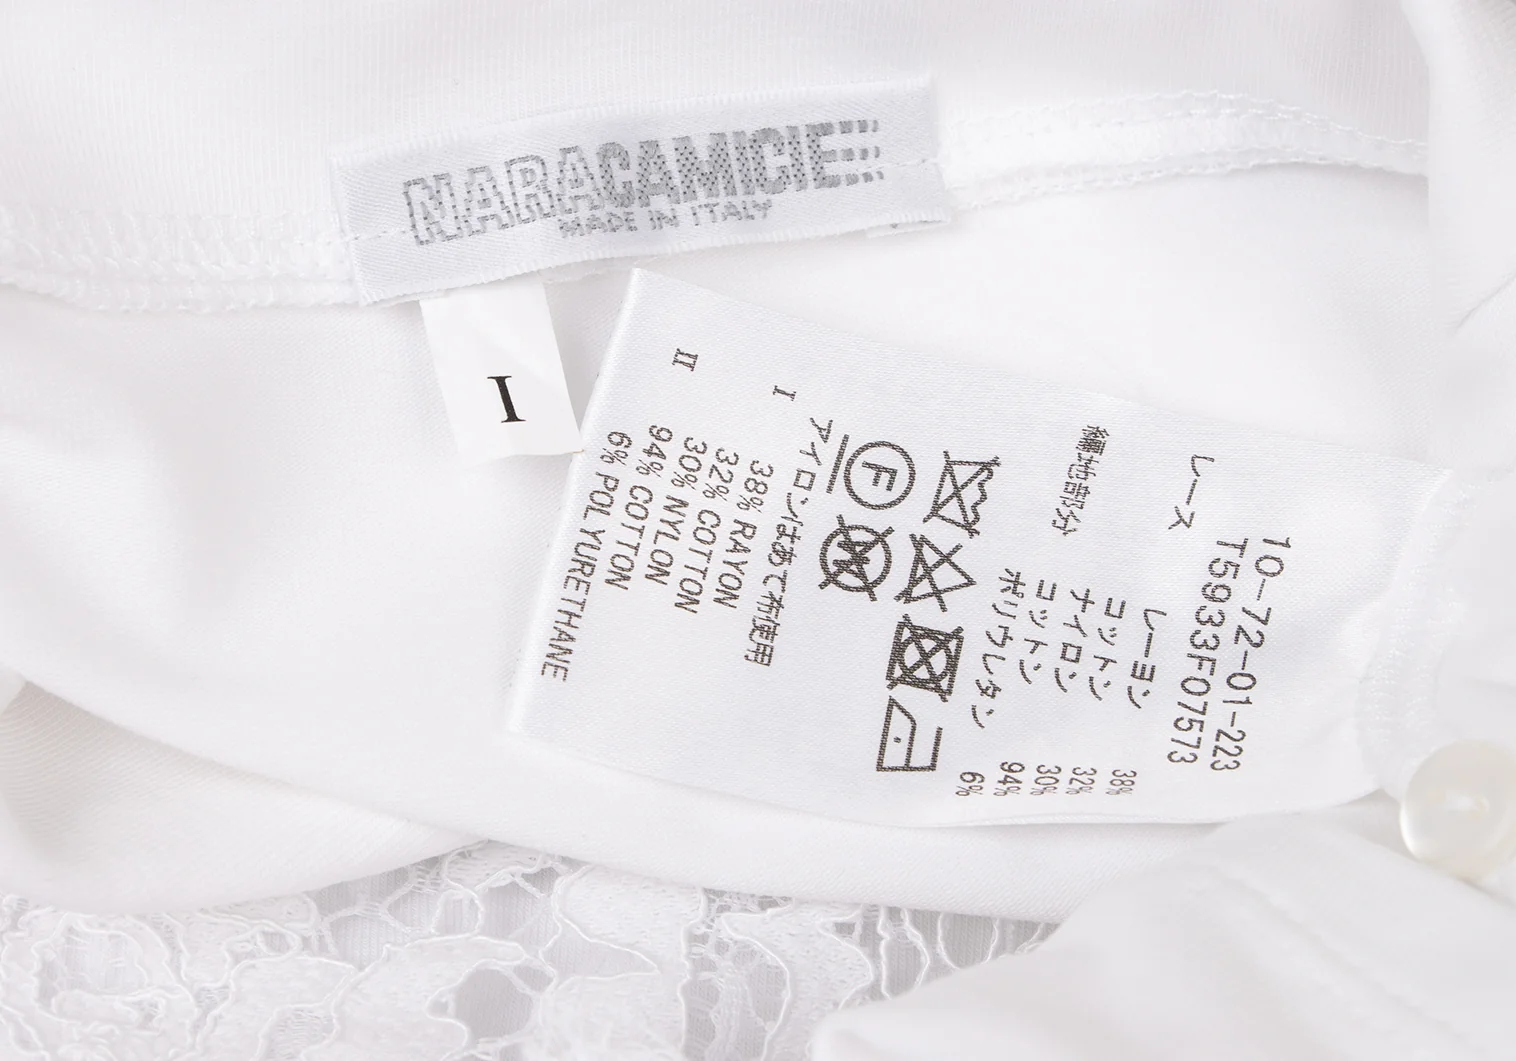 NARACAMICIE
MADE IN ITALY
I
10-72-01-223
T5933F07573
レース
レーヨン 38%
コットン 32%
ナイロン 30%
編地部分
コットン 94%
ポリウレタン 6%
F
W
アイロンはあて布使用
I
38% RAYON
32% COTTON
30% NYLON
II
94% COTTON
6% POLYURETHANE